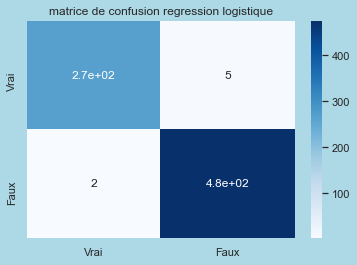 matrice de confusion regression logistique
Vrai
2.7e+02
5
Faux
2
4.8e+02
Vrai
Faux
400
300
200
100